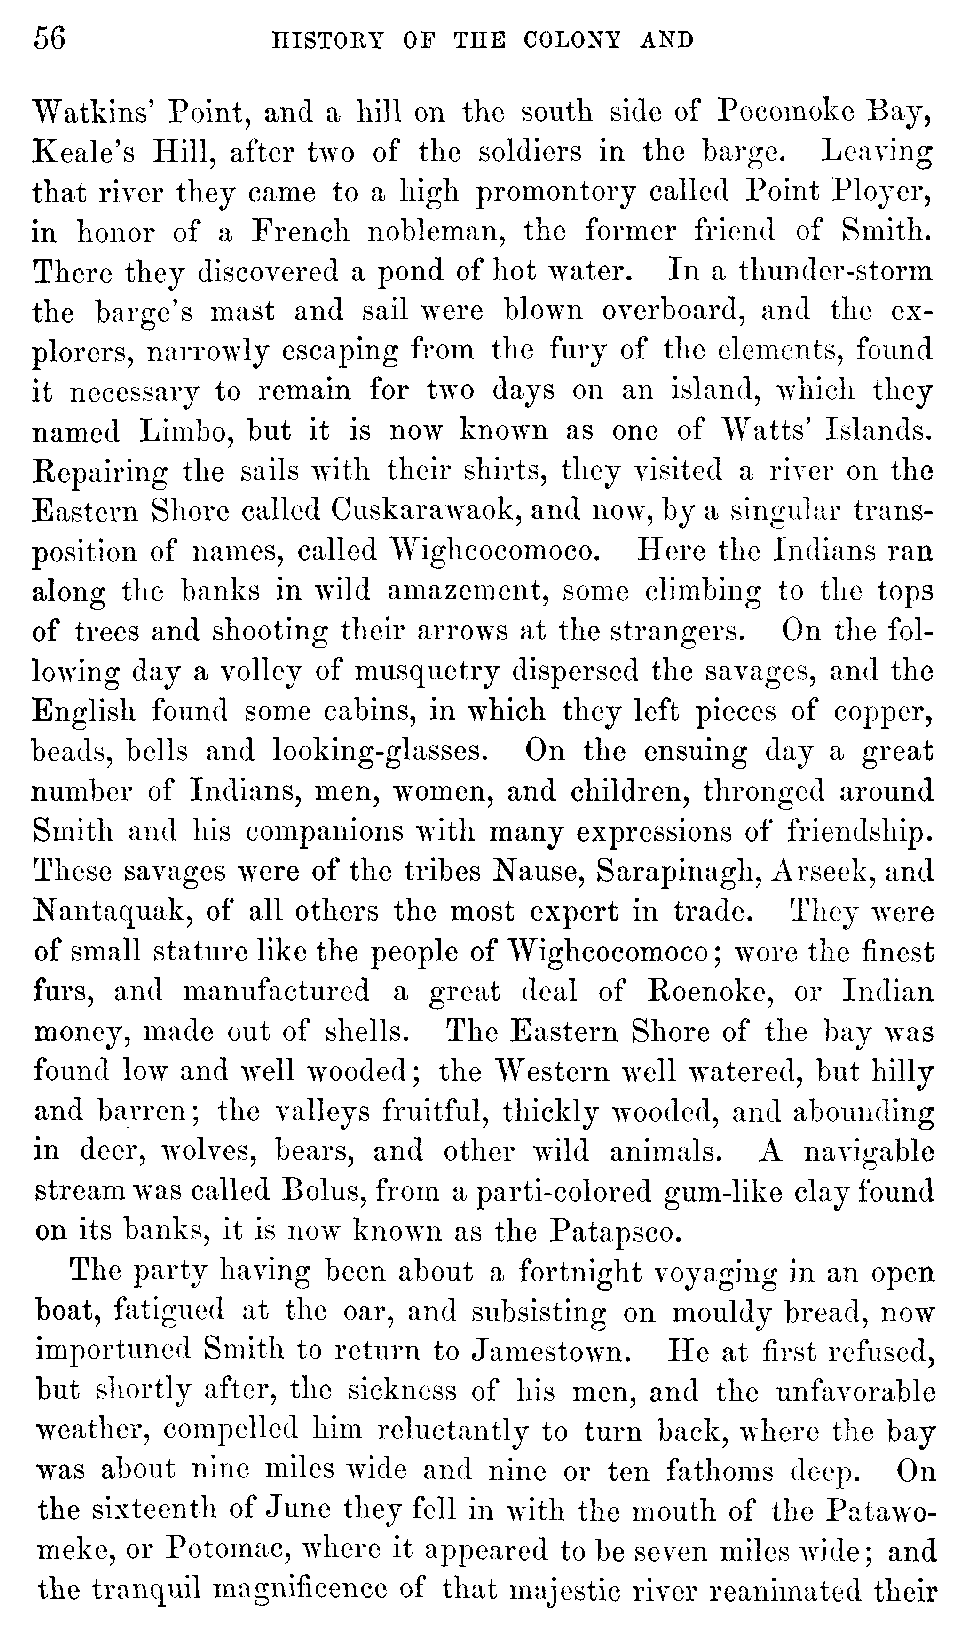 56 HISTORY OF THE COLONY AND
Watkins' Point, and a hill on the south side of Pocomoke Bay,
Keale's Hill, after two of the soldiers in the barge. Leaving
that river they came to a high promontory called Point Ployer,
in honor of a French nobleman, the former friend of Smith.
There they discovered a pond of hot water. In a thunder-storm
the barge's mast and sail were blown overboard, and the ex-
plorers, narrowly escaping from the fury of the elements, found
it necessary to remain for two days on an island, which they
named Limbo, but it is now known as one of Watts' Islands.
Repairing the sails with their shirts, they visited a river on the
Eastern Shore called Cuskarawaok, and now, by a singular trans-
position of names, called Wighcocomoco. Here the Indians ran
along the banks in wild amazement, some climbing to the tops
of trees and shooting their arrows at the strangers. On the fol-
lowing day a volley of musquetry dispersed the savages, and the
English found some cabins, in which they left pieces of copper,
beads, bells and looking-glasses. On the ensuing day a great
number of Indians, men, women, and children, thronged around
Smith and his companions with many expressions of friendship.
These savages were of the tribes Nause, Sarapinagh, Arseek, and
Nantaquak, of all others the most expert in trade. They were
of small stature like the people of Wighcocomoco; wore the finest
furs, and manufactured a great deal of Roenoke, or Indian
money, made out of shells. The Eastern Shore of the bay was
found low and well wooded; the Western well watered, but hilly
and barren; the valleys fruitful, thickly wooded, and abounding
in deer, wolves, bears, and other wild animals. A navigable
stream was called Bolus, from a parti-colored gum-like clay found
on its banks, it is now known as the Patapsco.
The party having been about a fortnight voyaging in an open
boat, fatigued at the oar, and subsisting on mouldy bread, now
importuned Smith to return to Jamestown. He at first refused,
but shortly after, the sickness of his men, and the unfavorable
weather, compelled him reluctantly to turn back, where the bay
was about nine miles wide and nine or ten fathoms deep. On
the sixteenth of June they fell in with the mouth of the Patawo-
meke, or Potomac, where it appeared to be seven miles wide; and
the tranquil magnificence of that majestic river reanimated their